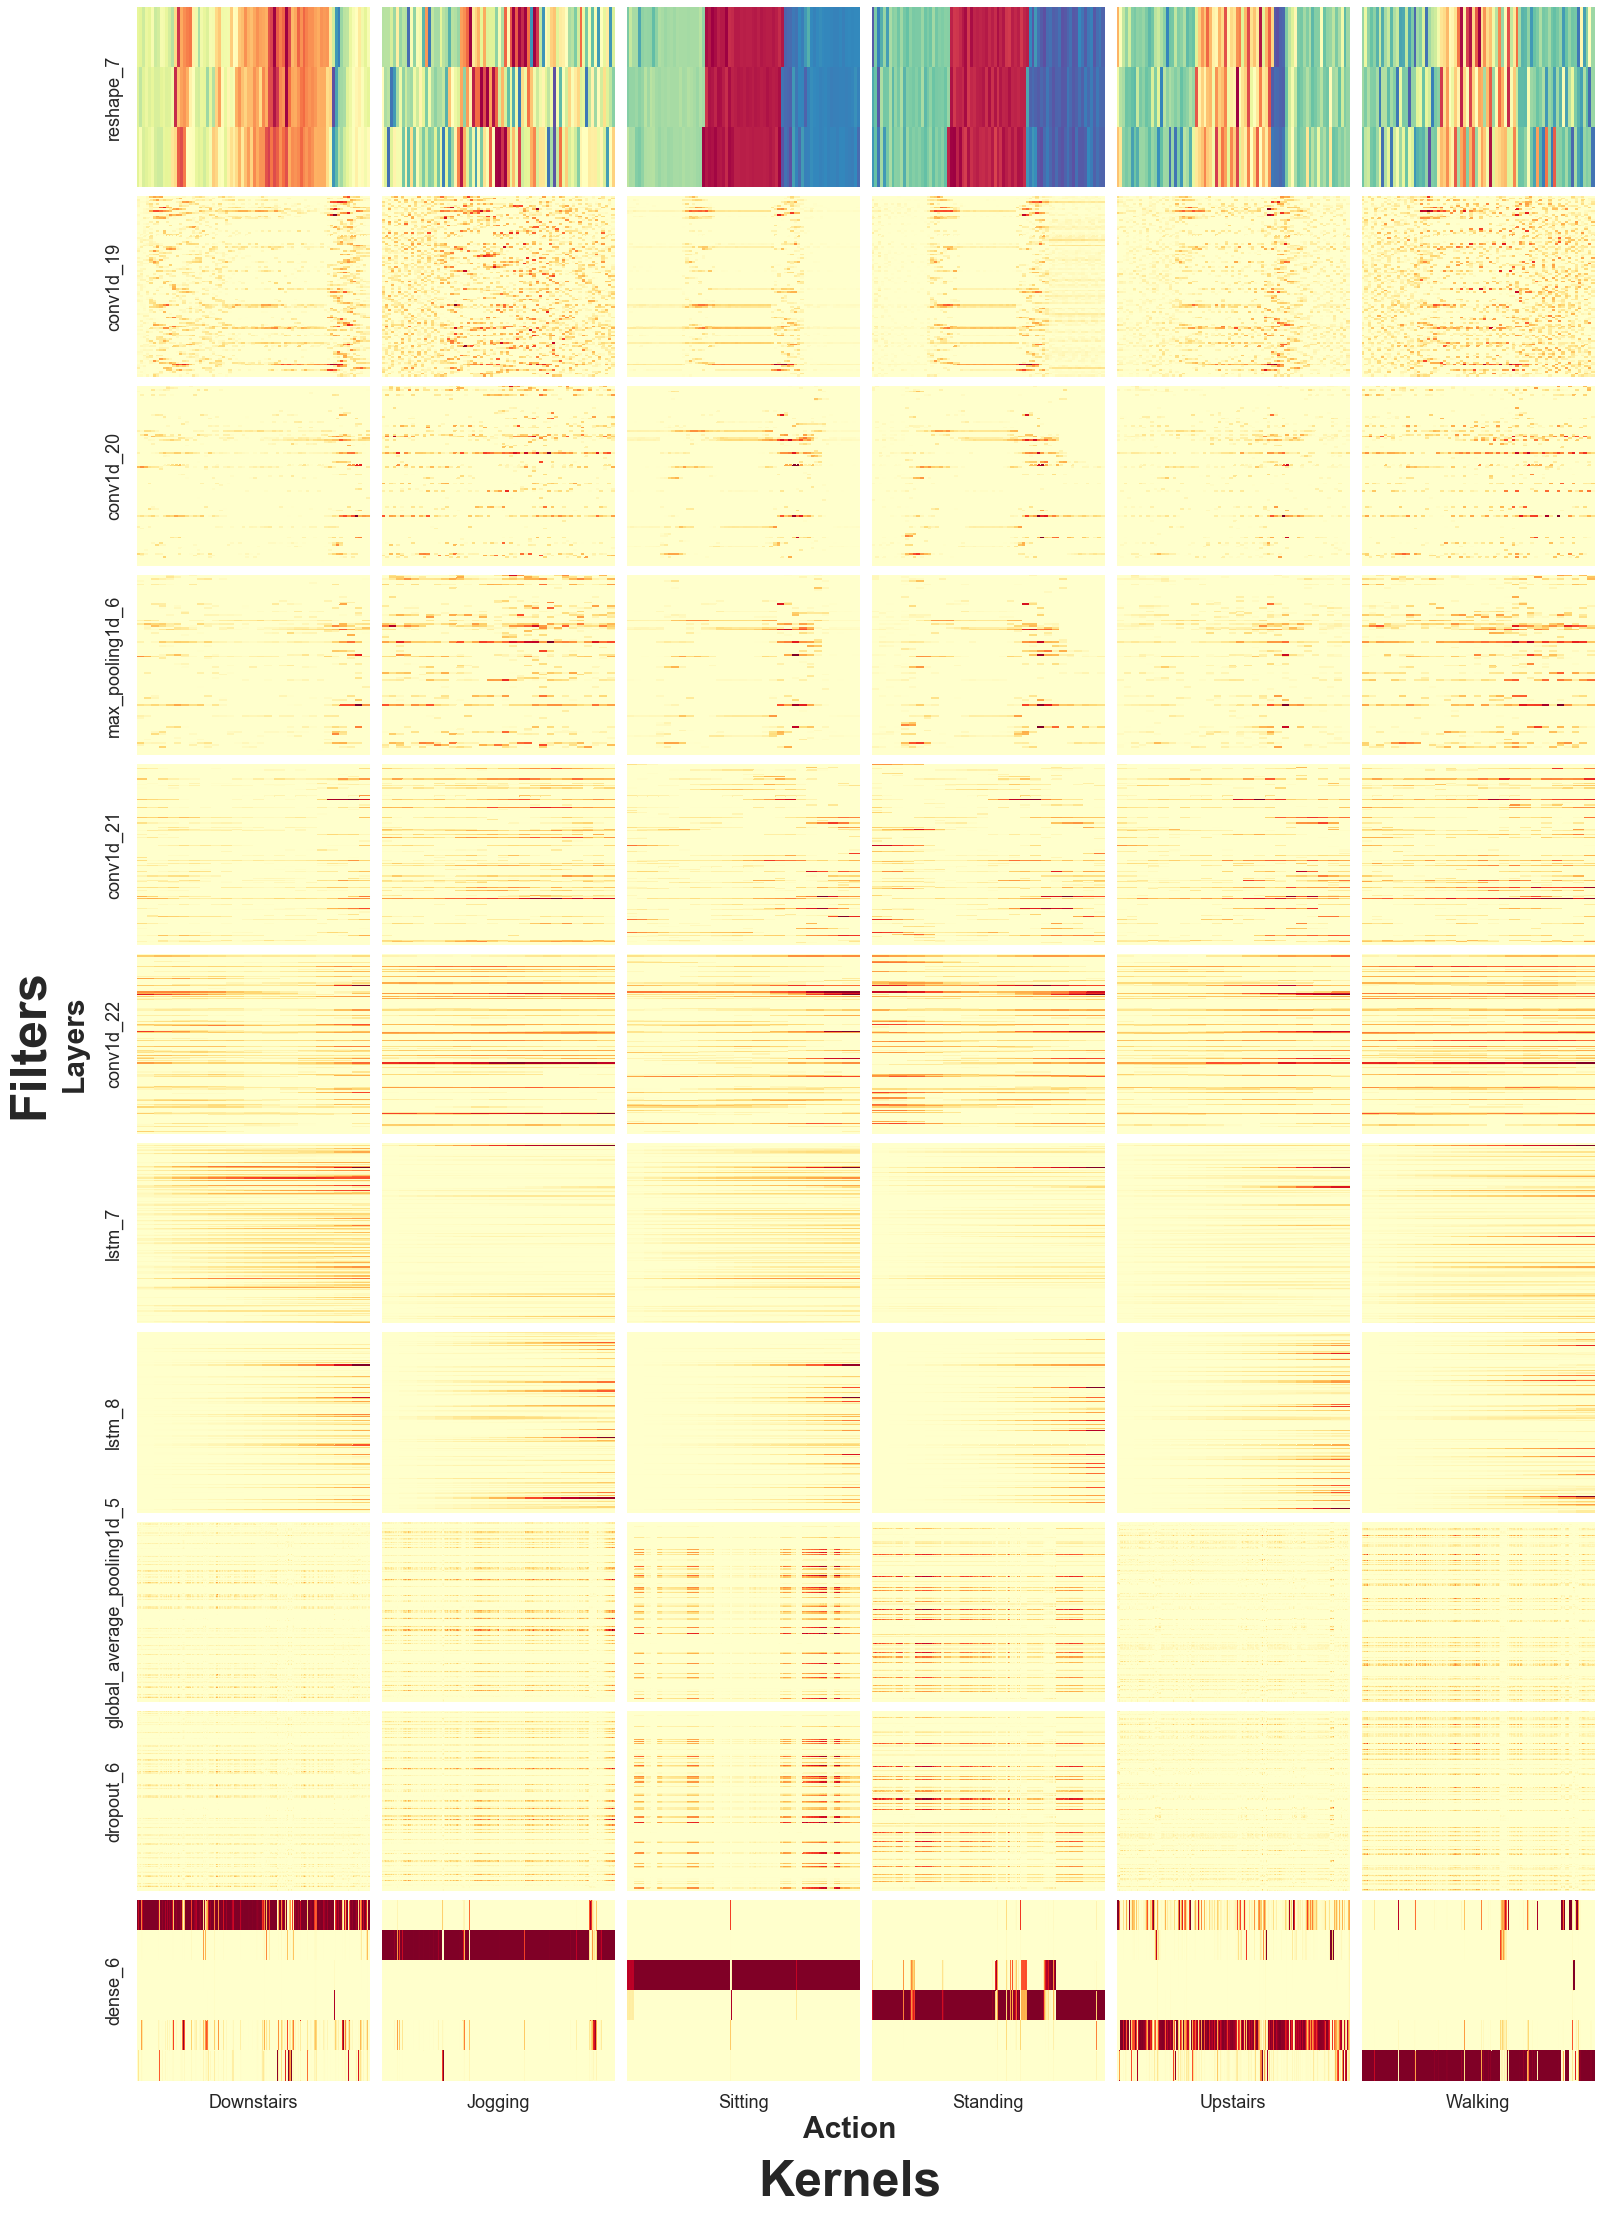 Filters
Layers
reshape_7
conv1d_19
conv1d_20
max_pooling1d_6
conv1d_21
conv1d_22
lstm_7
lstm_8
global_average_pooling1d_5
dropout_6
dense_6
Downstairs Jogging Sitting Standing Upstairs Walking
Action
Kernels